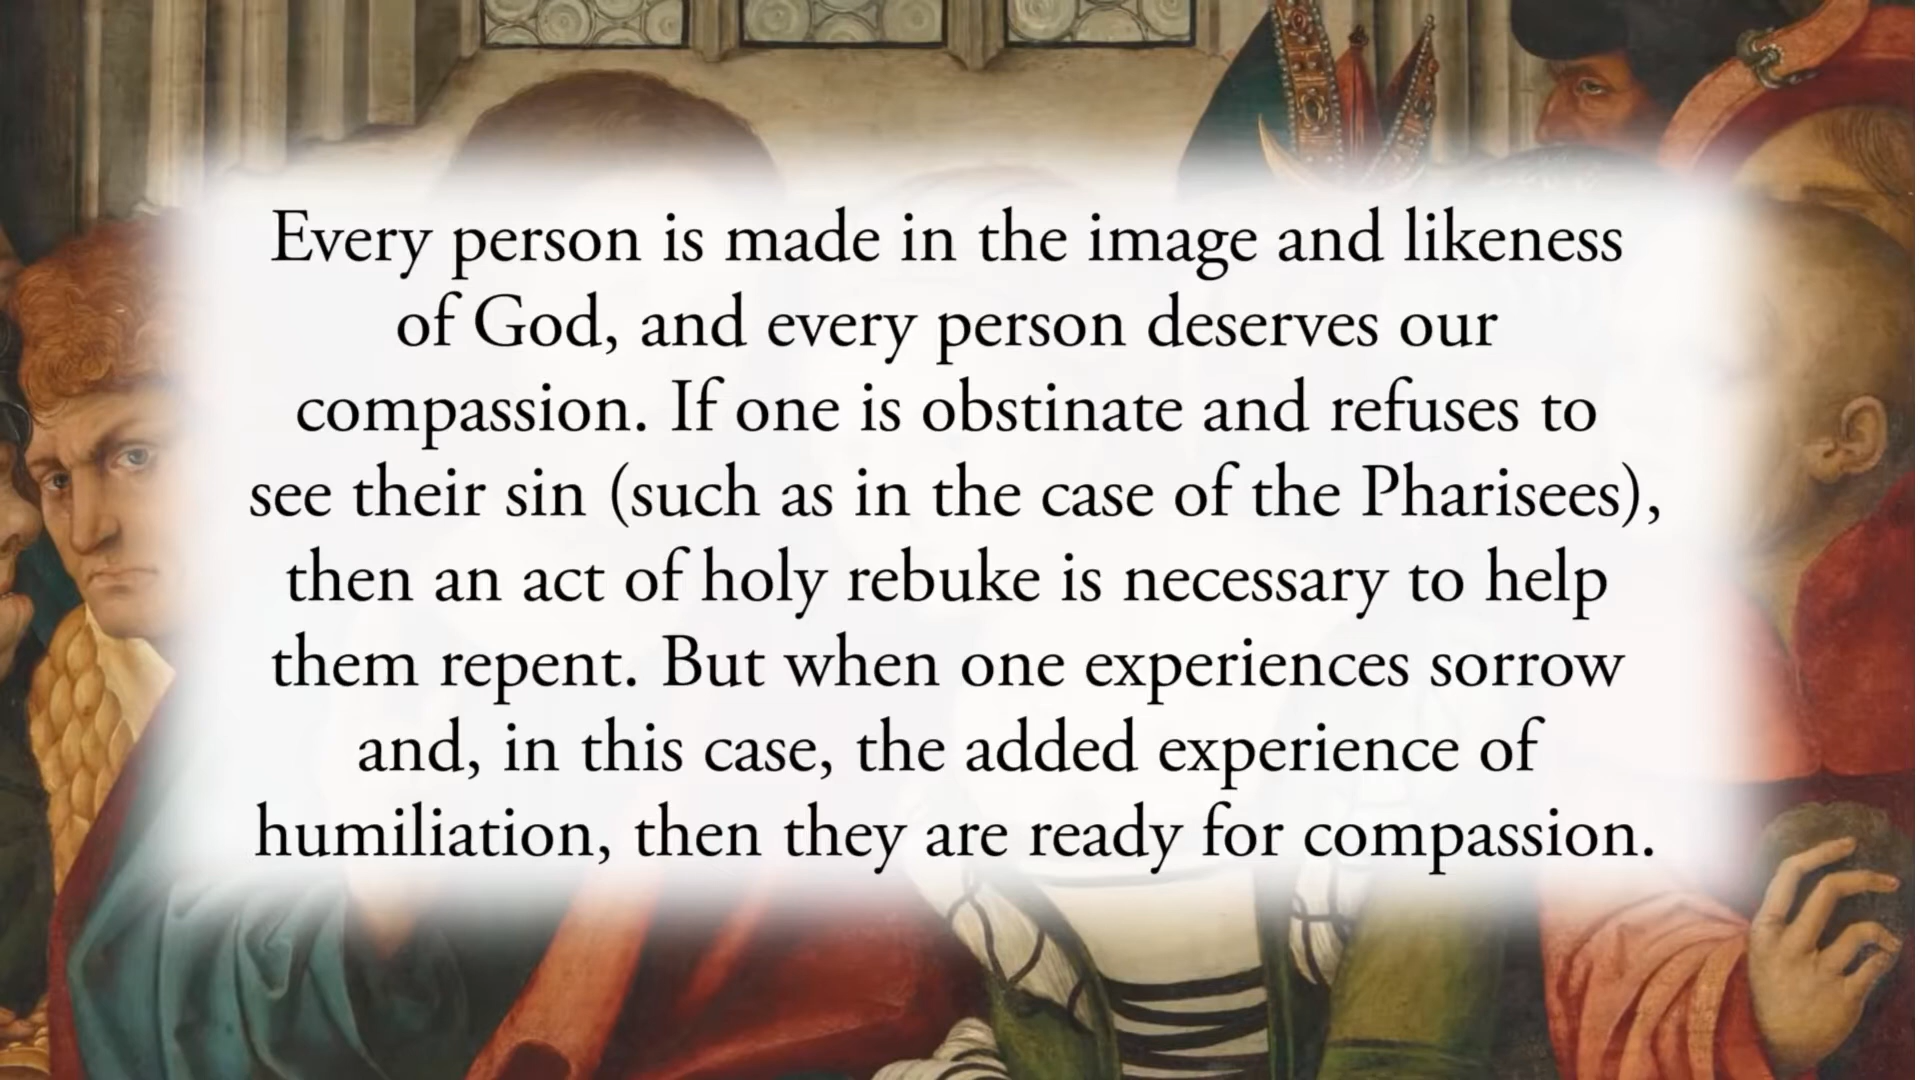 Every person is made in the image and likeness
of God, and every person deserves our
compassion. If one is obstinate and refuses to
see their sin (such as in the case of the Pharisees),
then an act of holy rebuke is necessary to help
them repent. But when one experiences sorrow
and, in this case, the added experience of
humiliation, then they are ready for compassion.